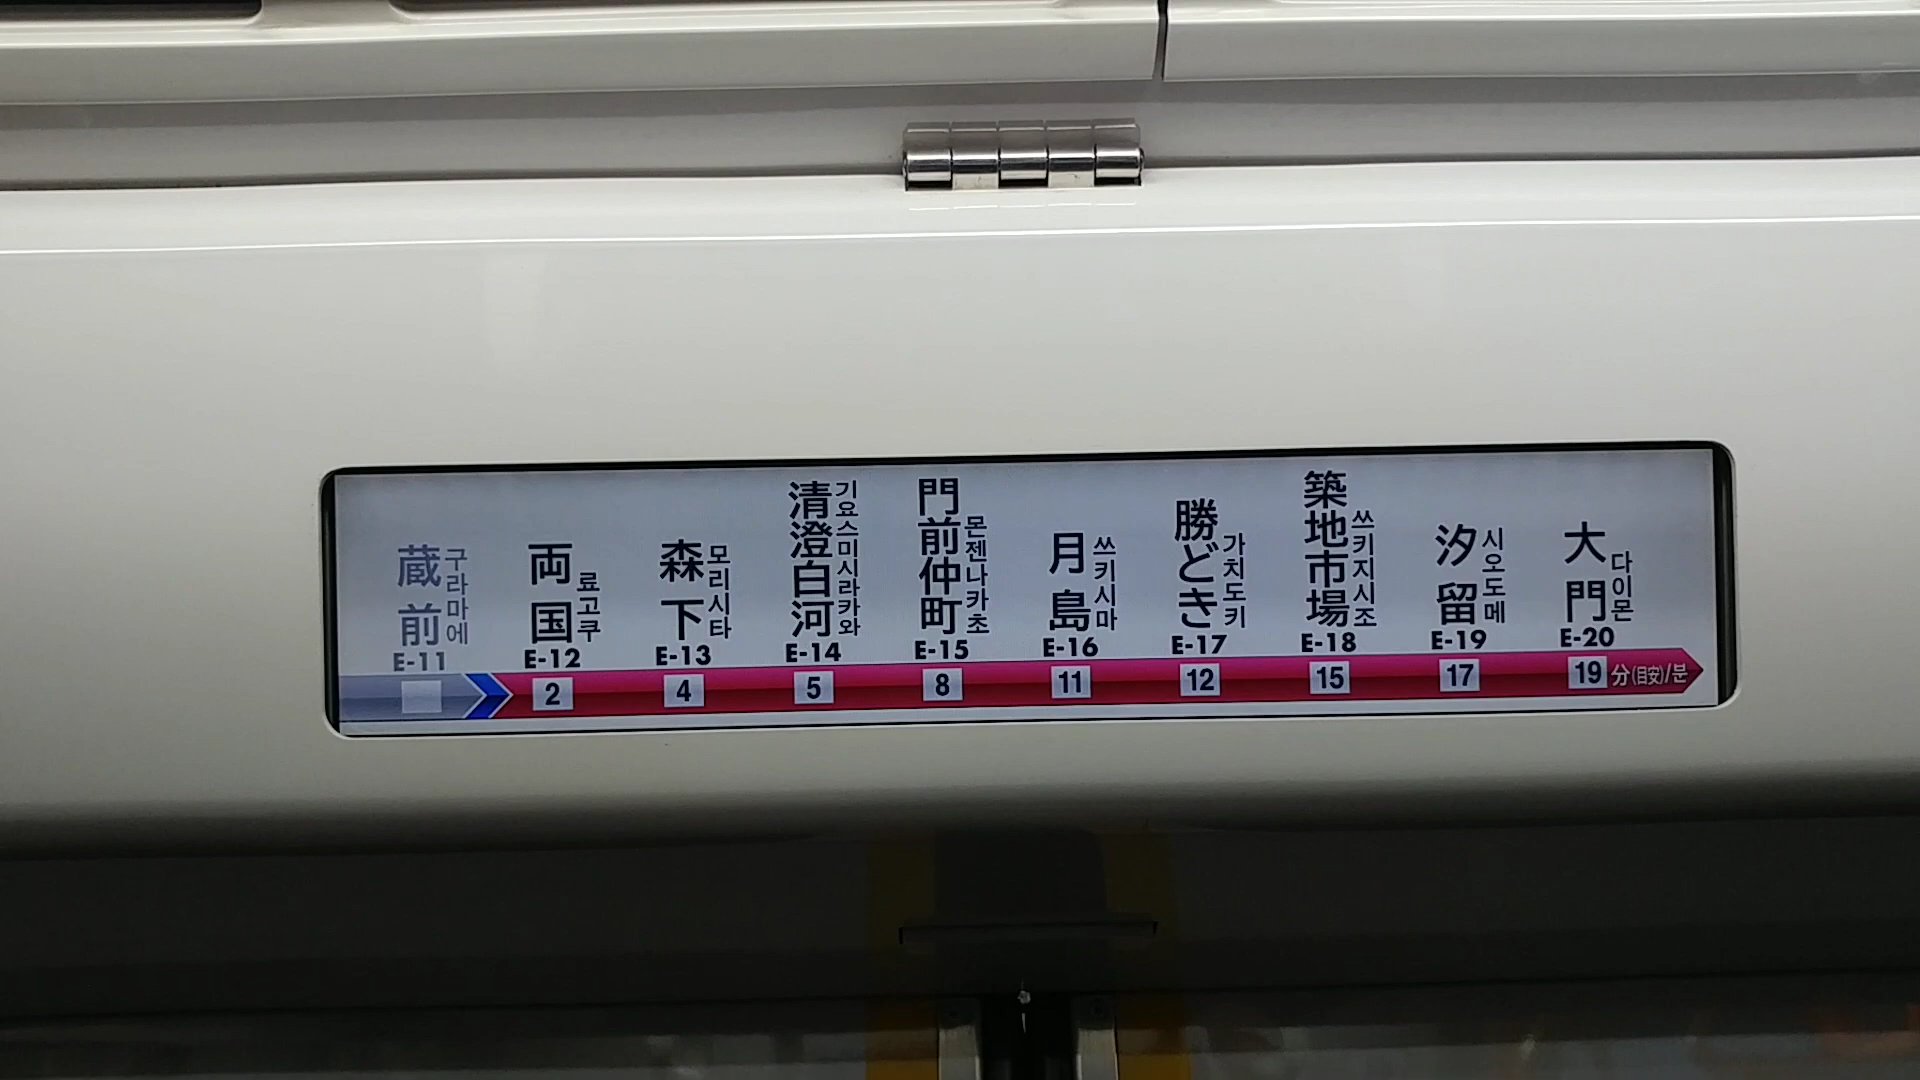 蔵前
구라마에
E-11
両国
료고쿠
E-12
2
森下
모리시타
E-13
4
清澄白河
기요스미시라카와
E-14
5
門前仲町
몬젠나카초
E-15
8
月島
쓰키시마
E-16
11
勝どき
가치도키
E-17
12
築地市場
쓰키지시조
E-18
15
汐留
시오도메
E-19
17
大門
다이몬
E-20
19
分(目安)/분